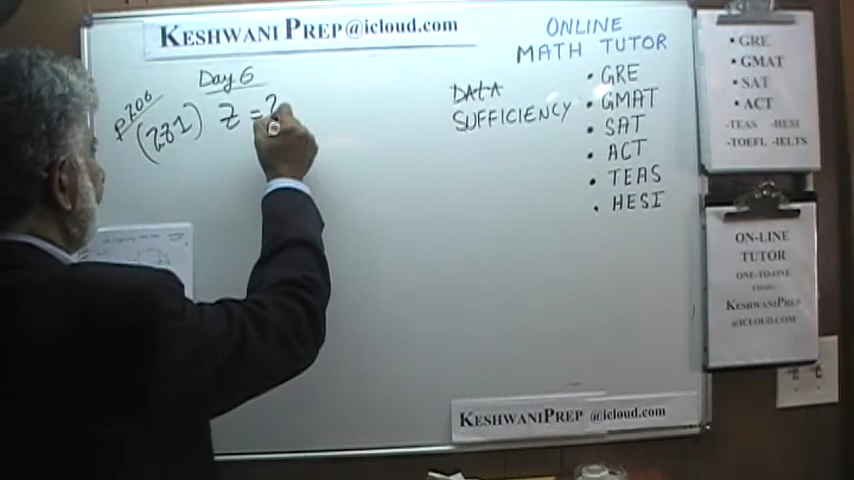 KESHWANI PREP@icloud.com
Day 6
P206
(281) Z = ?
DATA
SUFFICIENCY
ONLINE
MATH TUTOR
• GRE
• GMAT
• SAT
• ACT
• TEAS
• HESI
• GRE
• GMAT
• SAT
• ACT
-TEAS -HESI
-TOEFL -IELTS
ON-LINE
TUTOR
ONE-TO-ONE
KESHWANIPREP
@ICLOUD.COM
KESHWANIPREP @icloud.com